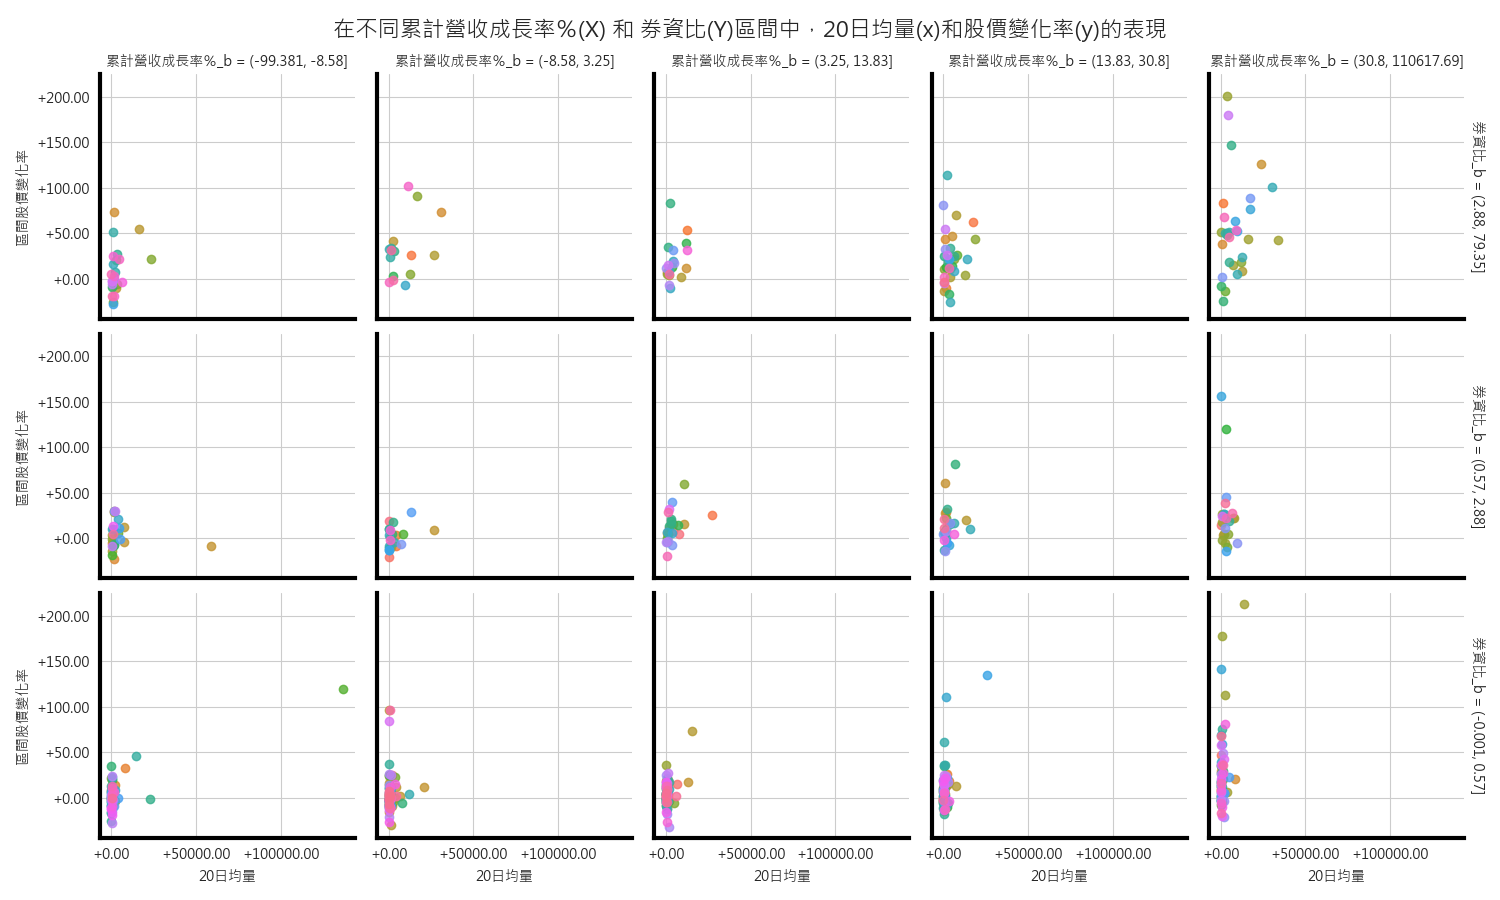 在不同累計營收成長率%(X) 和 券資比(Y)區間中，20日均量(x)和股價變化率(y)的表現
累計營收成長率%_b = (-99.381, -8.58]
累計營收成長率%_b = (-8.58, 3.25]
累計營收成長率%_b = (3.25, 13.83]
累計營收成長率%_b = (13.83, 30.8]
累計營收成長率%_b = (30.8, 110617.69]
+200.00
+150.00
+100.00
+50.00
+0.00
區間股價變化率
券資比_b = (2.88, 79.35]
+200.00
+150.00
+100.00
+50.00
+0.00
區間股價變化率
券資比_b = (0.57, 2.88]
+200.00
+150.00
+100.00
+50.00
+0.00
區間股價變化率
券資比_b = (-0.001, 0.57]
+0.00 +50000.00 +100000.00
+0.00 +50000.00 +100000.00
+0.00 +50000.00 +100000.00
+0.00 +50000.00 +100000.00
+0.00 +50000.00 +100000.00
20日均量
20日均量
20日均量
20日均量
20日均量